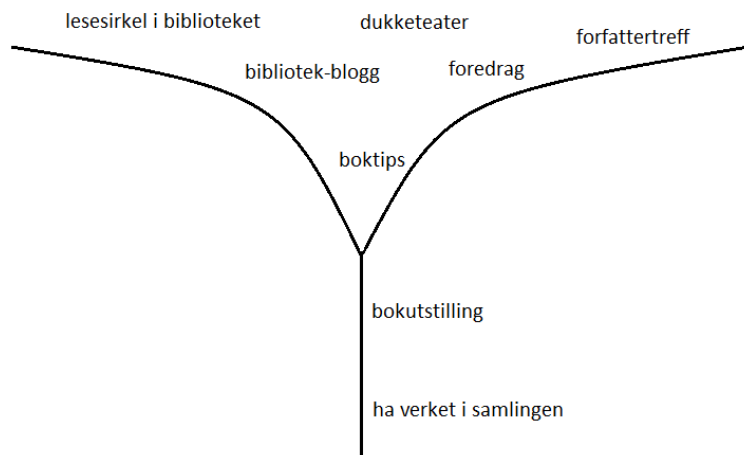 lesesirkel i biblioteket
dukketeater
forfattertreff
bibliotek-blogg
foredrag
boktips
bokutstilling
ha verket i samlingen